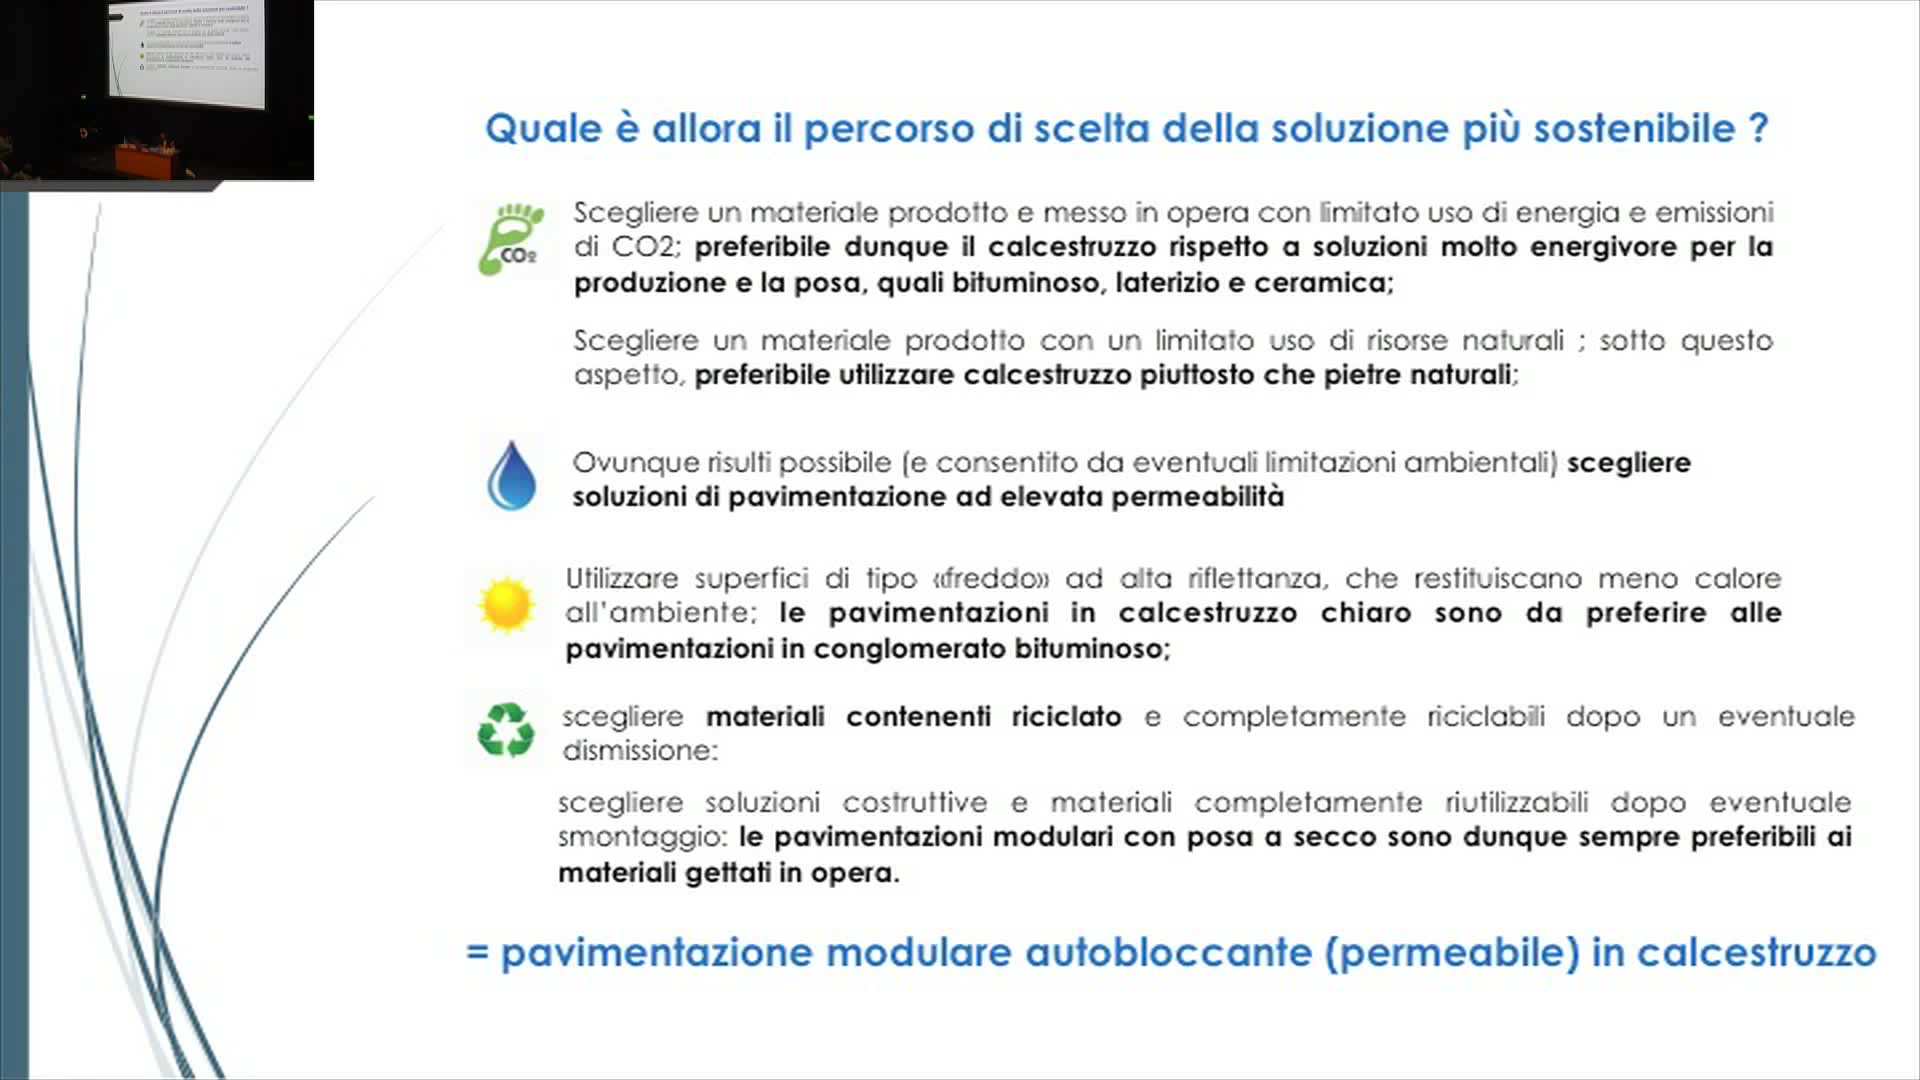 Quale è allora il percorso di scelta della soluzione più sostenibile ?
Scegliere un materiale prodotto e messo in opera con limitato uso di energia e emissioni
di CO2; preferibile dunque il calcestruzzo rispetto a soluzioni molto energivore per la
produzione e la posa, quali bituminoso, laterizio e ceramica;
CO2
Scegliere un materiale prodotto con un limitato uso di risorse naturali ; sotto questo
aspetto, preferibile utilizzare calcestruzzo piuttosto che pietre naturali;
Ovunque risulti possibile (e consentito da eventuali limitazioni ambientali) scegliere
soluzioni di pavimentazione ad elevata permeabilità
Utilizzare superfici di tipo «freddo» ad alta riflettanza, che restituiscano meno calore
all'ambiente; le pavimentazioni in calcestruzzo chiaro sono da preferire alle
pavimentazioni in conglomerato bituminoso;
scegliere materiali contenenti riciclato e completamente riciclabili dopo un eventuale
dismissione:
scegliere soluzioni costruttive e materiali completamente riutilizzabili dopo eventuale
smontaggio: le pavimentazioni modulari con posa a secco sono dunque sempre preferibili ai
materiali gettati in opera.
= pavimentazione modulare autobloccante (permeabile) in calcestruzzo